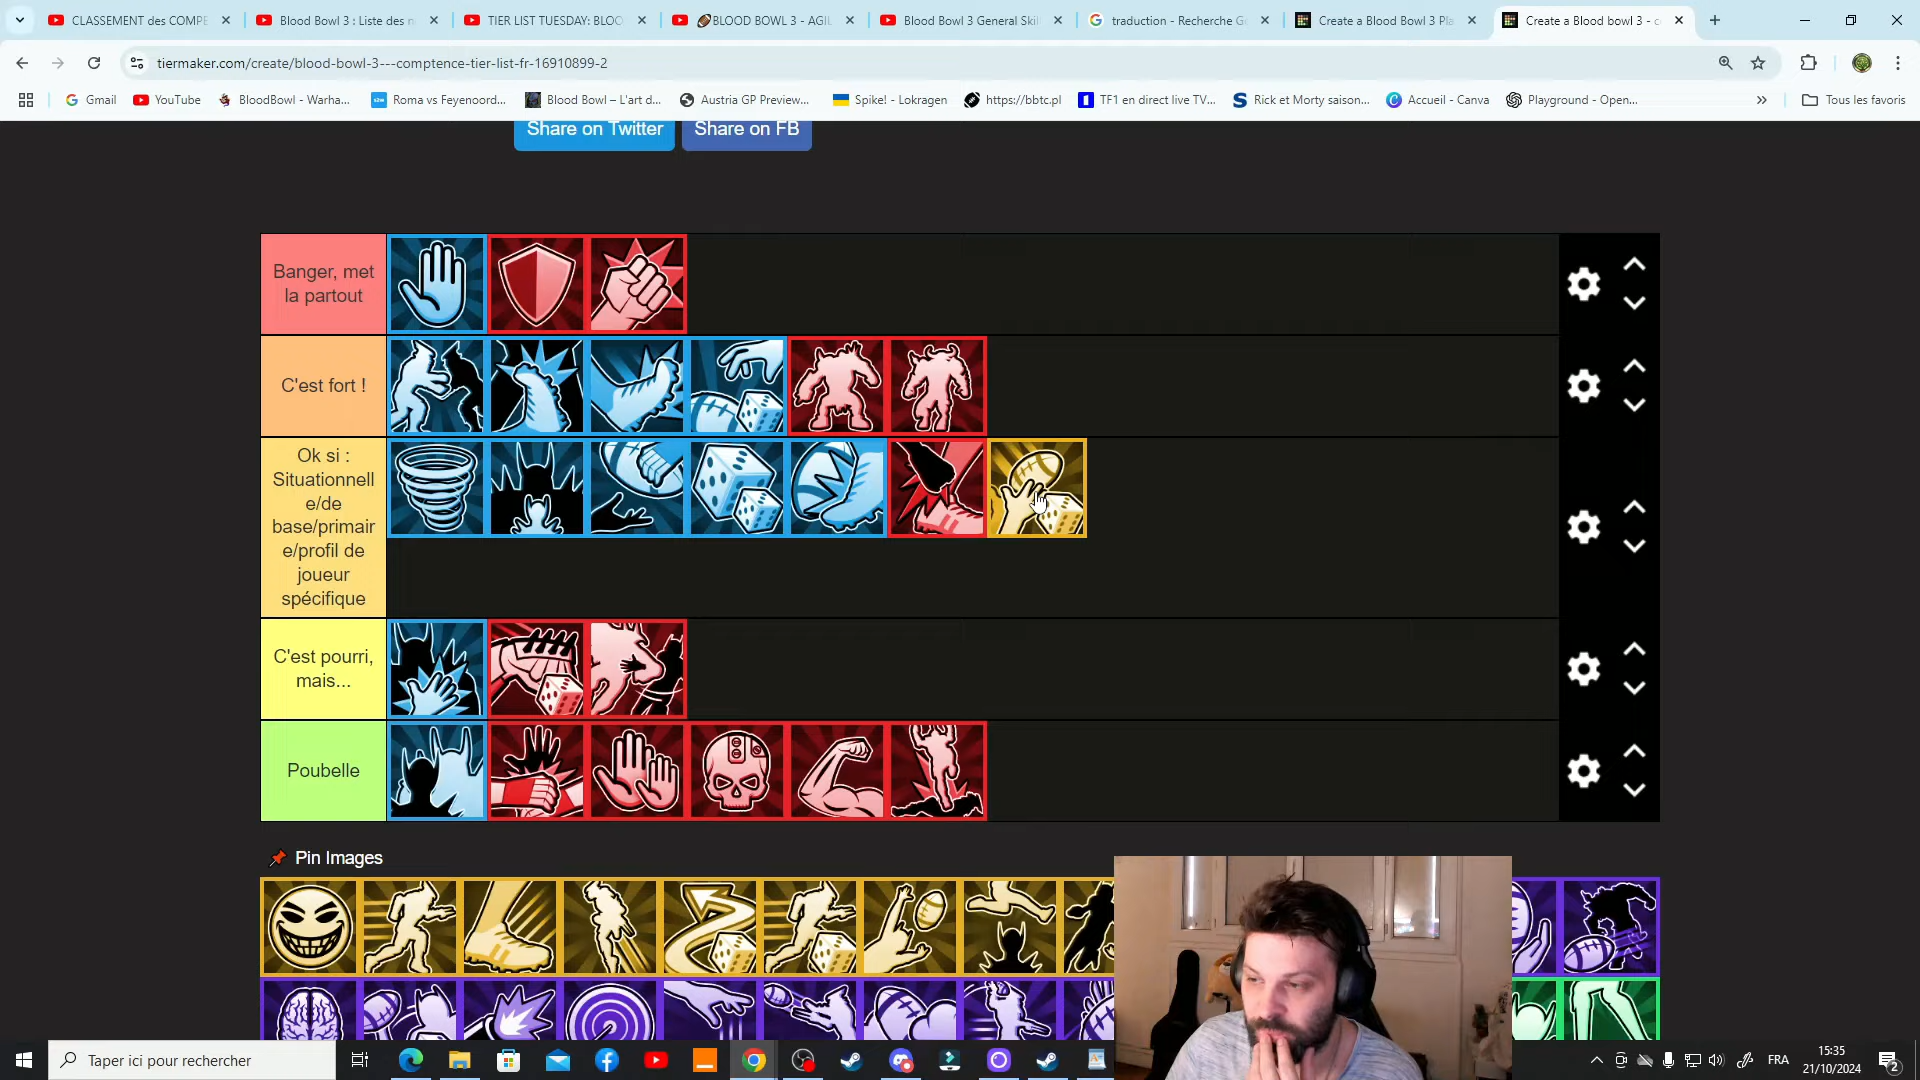 CLASSEMENT des COMPE
Blood Bowl 3 : Liste des n
TIER LIST TUESDAY: BLOO
BLOOD BOWL 3 - AGIL
Blood Bowl 3 General Skil
traduction - Recherche Go
Create a Blood Bowl 3 Pla
Create a Blood bowl 3 - co
tiermaker.com/create/blood-bowl-3---comptence-tier-list-fr-16910899-2
Gmail
YouTube
BloodBowl - Warha...
Roma vs Feyenoord...
Blood Bowl – L'art d...
Austria GP Preview...
Spike! - Lokragen
https://bbtc.pl
TF1 en direct live TV...
Rick et Morty saison...
Accueil - Canva
Playground - Open...
Tous les favoris
Share on Twitter
Share on FB
Banger, met
la partout
C'est fort !
Ok si :
Situationnell
e/de
base/primair
e/profil de
joueur
spécifique
C'est pourri,
mais...
Poubelle
Pin Images
Taper ici pour rechercher
FRA
15:35
21/10/2024
2